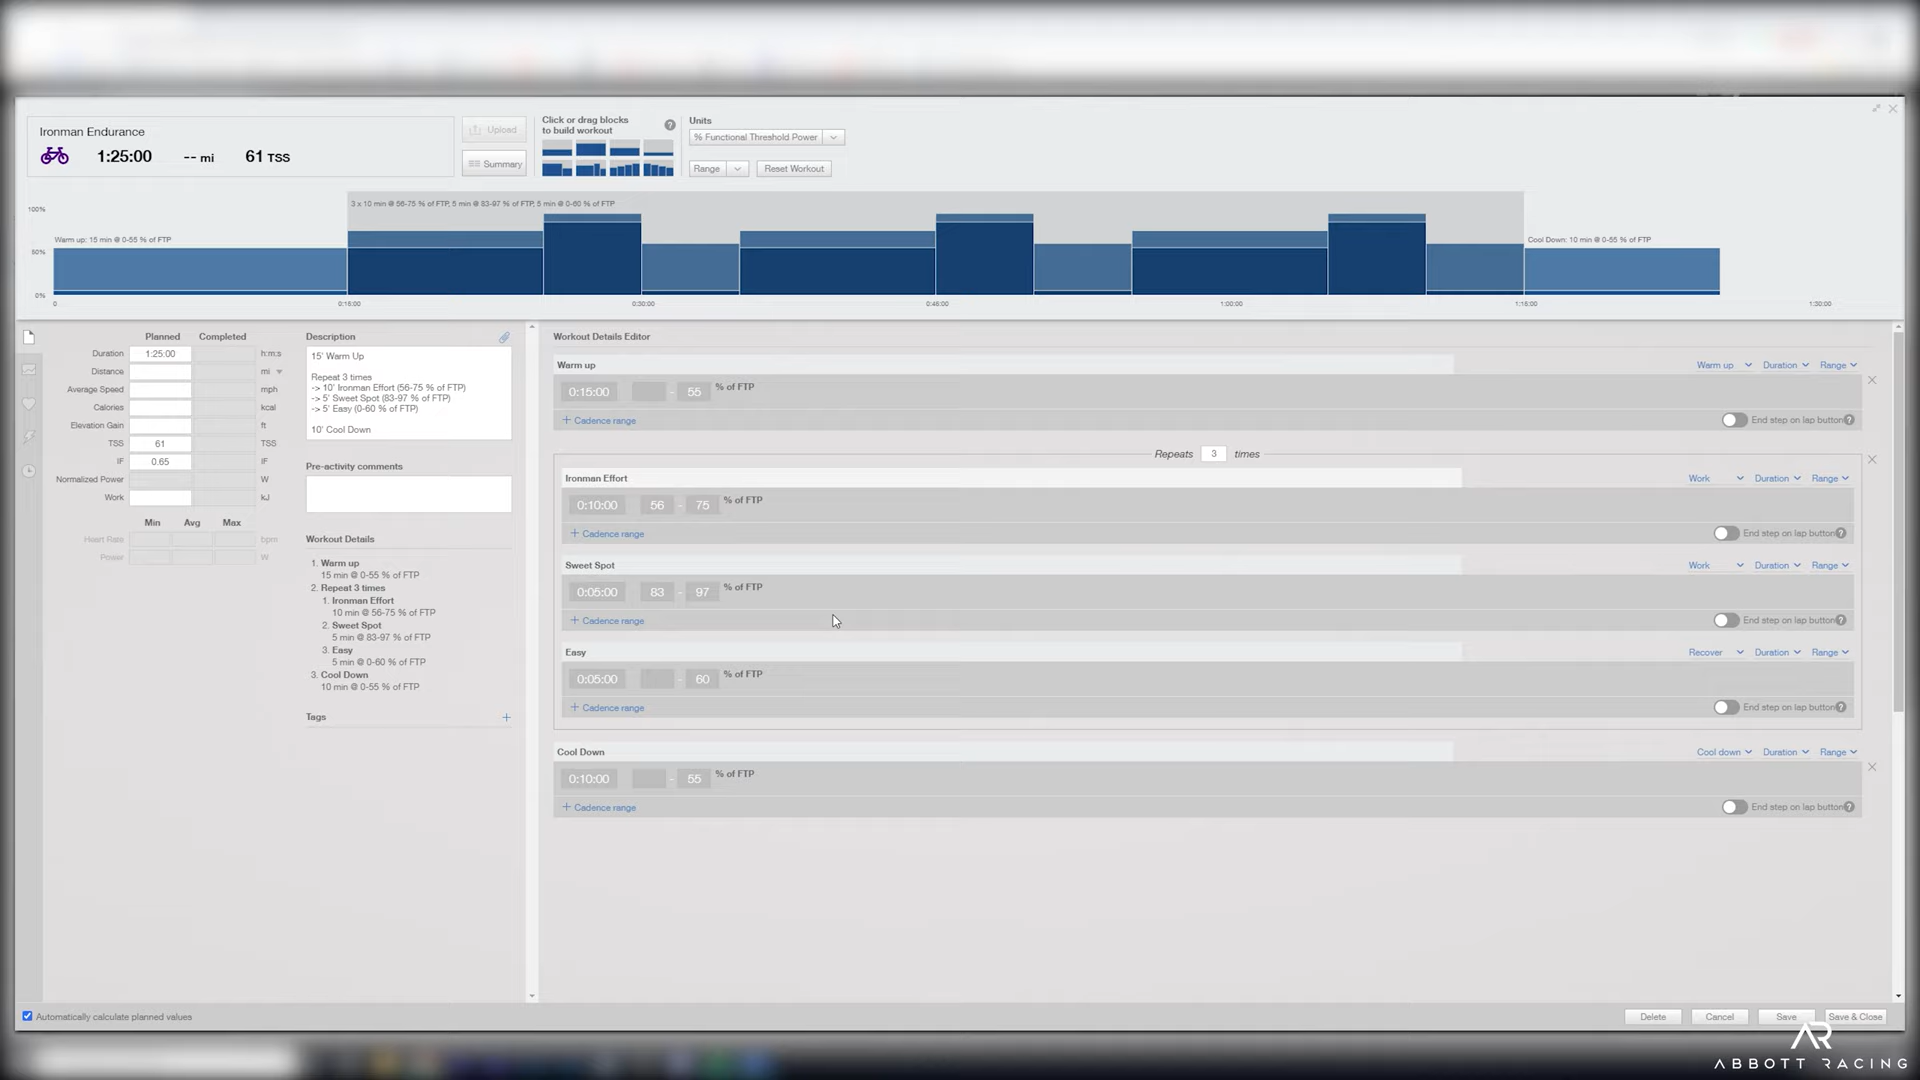 Ironman Endurance
1:25:00 -- mi 61 TSS
Upload
Summary
Click or drag blocks
to build workout
?
Units
% Functional Threshold Power
Range
Reset Workout
3 x 10 min @ 56-75 % of FTP, 5 min @ 83-97 % of FTP, 5 min @ 0-60 % of FTP
100%
Warm up: 15 min @ 0-55 % of FTP
Cool Down: 10 min @ 0-55 % of FTP
50%
0%
0 0:15:00 0:30:00 0:45:00 1:00:00 1:15:00 1:30:00
Planned Completed
Duration 1:25:00 h:m:s
Distance mi
Average Speed mph
Calories kcal
Elevation Gain ft
TSS 61 TSS
IF 0.65 IF
Normalized Power W
Work kJ
Min Avg Max
Heart Rate bpm
Power W
Description
15' Warm Up
Repeat 3 times
-> 10' Ironman Effort (56-75 % of FTP)
-> 5' Sweet Spot (83-97 % of FTP)
-> 5' Easy (0-60 % of FTP)
10' Cool Down
Pre-activity comments
Workout Details
1. Warm up
15 min @ 0-55 % of FTP
2. Repeat 3 times
1. Ironman Effort
10 min @ 56-75 % of FTP
2. Sweet Spot
5 min @ 83-97 % of FTP
3. Easy
5 min @ 0-60 % of FTP
3. Cool Down
10 min @ 0-55 % of FTP
Tags +
Workout Details Editor
Warm up Warm up Duration Range
0:15:00 - 55 % of FTP
+ Cadence range End step on lap button ?
Repeats 3 times
Ironman Effort Work Duration Range
0:10:00 56 - 75 % of FTP
+ Cadence range End step on lap button ?
Sweet Spot Work Duration Range
0:05:00 83 - 97 % of FTP
+ Cadence range End step on lap button ?
Easy Recover Duration Range
0:05:00 - 60 % of FTP
+ Cadence range End step on lap button ?
Cool Down Cool down Duration Range
0:10:00 - 55 % of FTP
+ Cadence range End step on lap button ?
Automatically calculate planned values
Delete Cancel Save Save & Close
AR
ABBOTT RACING